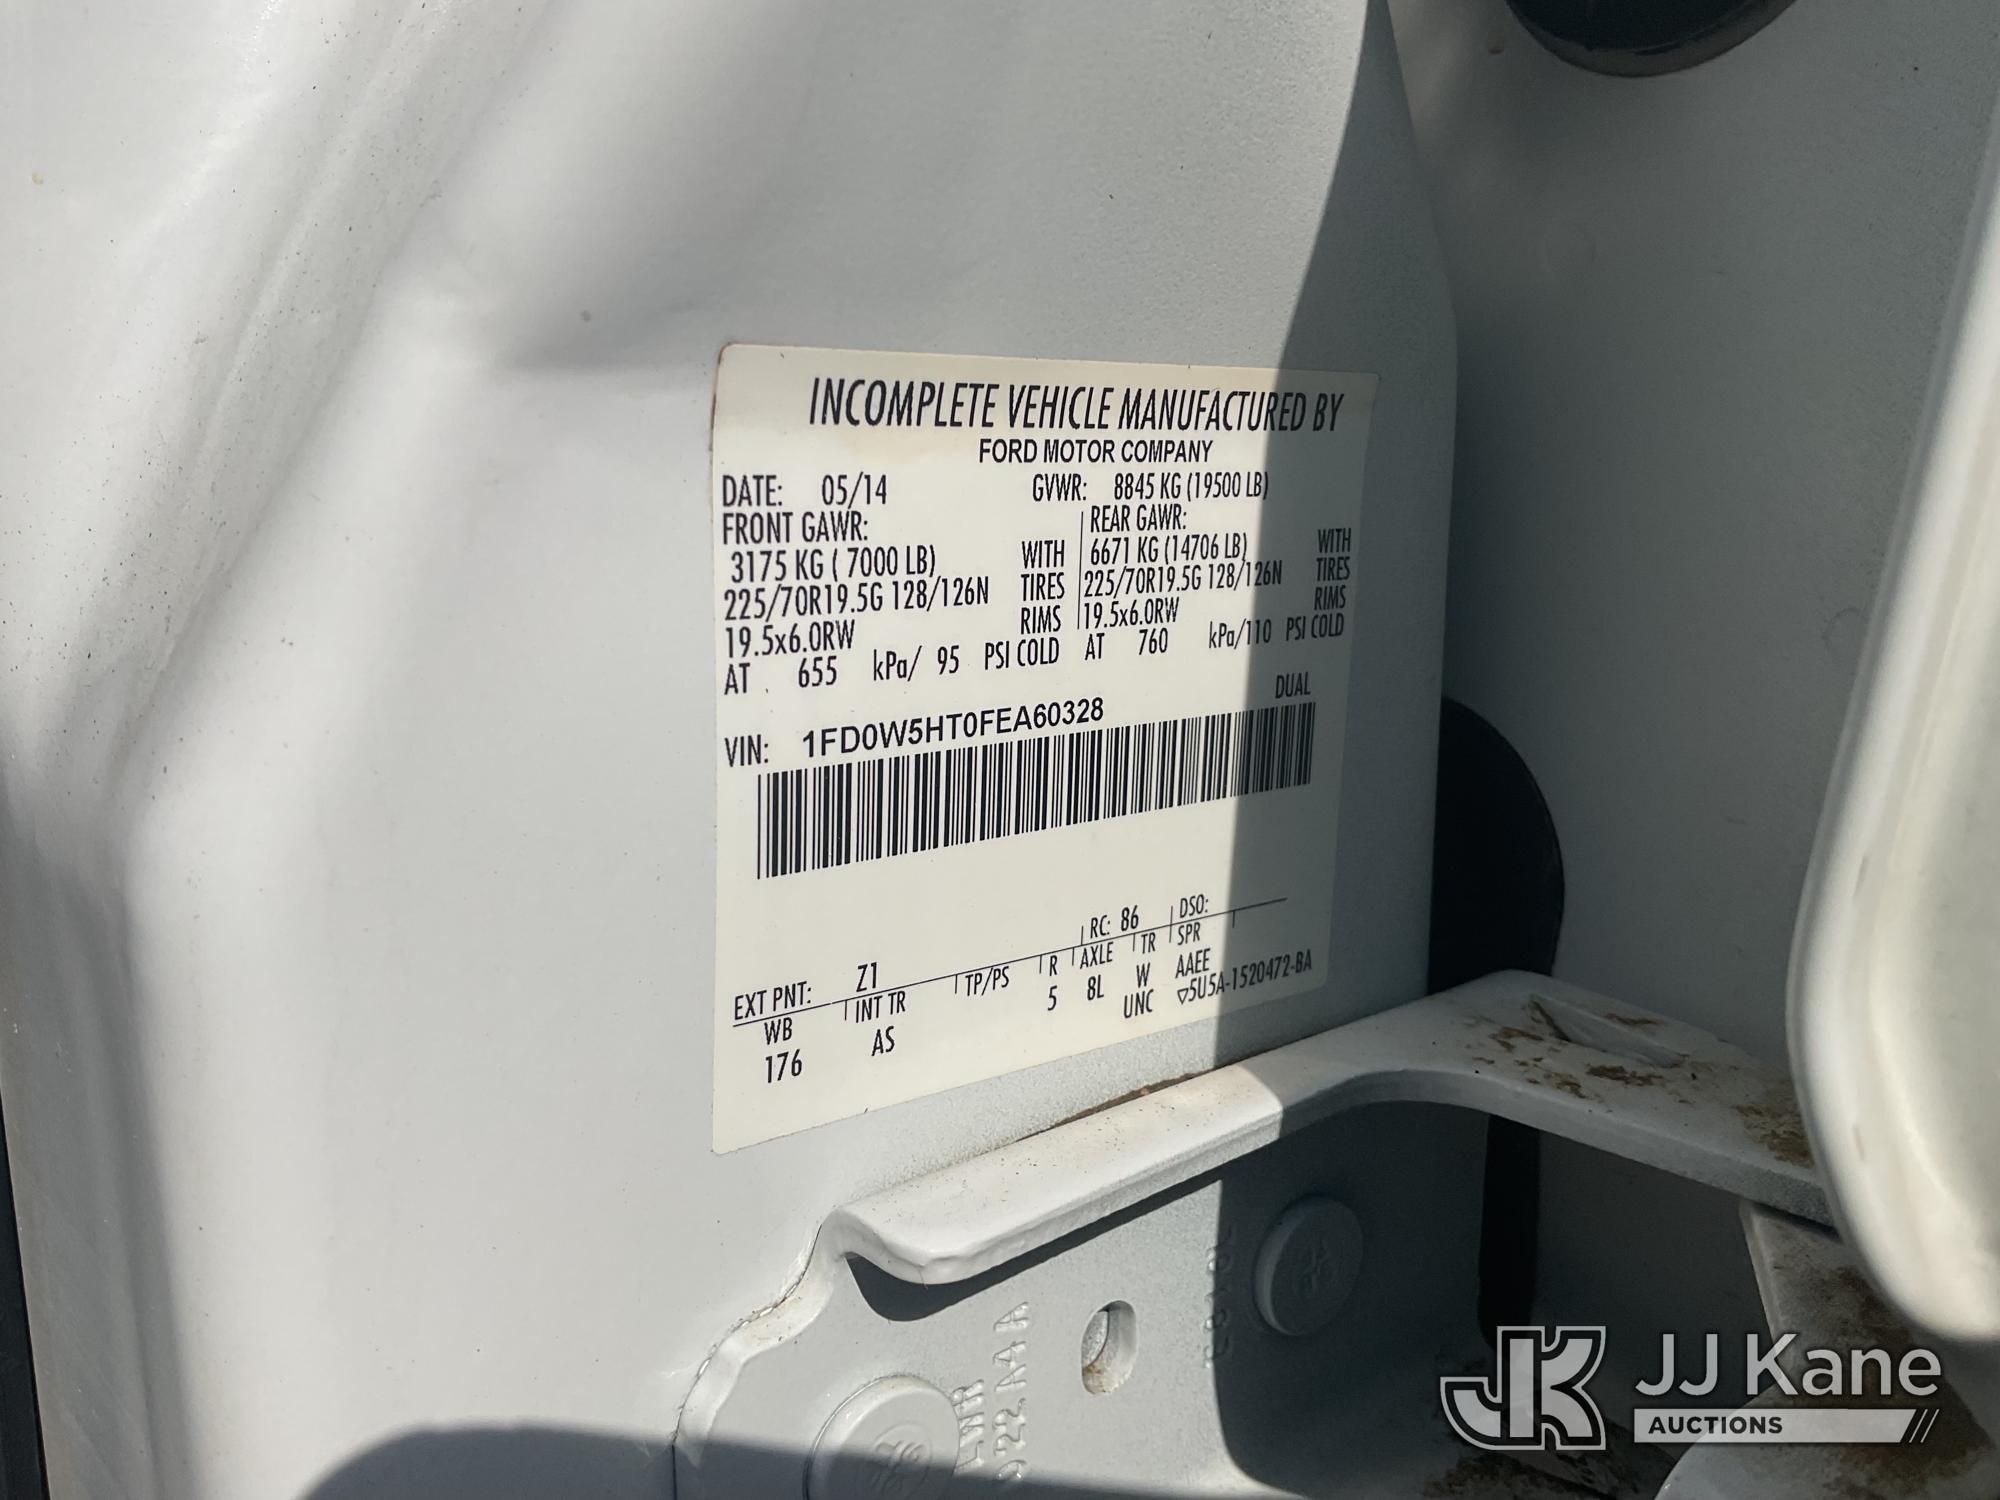 INCOMPLETE VEHICLE MANUFACTURED BY
FORD MOTOR COMPANY
DATE: 05/14 GVWR: 8845 KG (19500 LB)
FRONT GAWR: REAR GAWR:
3175 KG ( 7000 LB) WITH 6671 KG (14706 LB) WITH
225/70R19.5G 128/126N TIRES 225/70R19.5G 128/126N TIRES
19.5x6.0RW RIMS 19.5x6.0RW RIMS
AT 655 kPa/ 95 PSI COLD AT 760 kPa/110 PSI COLD
DUAL
VIN: 1FD0W5HT0FEA60328
EXT PNT: Z1 RC: 86 DSO:
WB INT TR TP/PS R AXLE TR SPR
176 AS 5 8L W AAEE
UNC ▽5U5A-1520472-BA
LWR
022A4A
JK JJ Kane
AUCTIONS